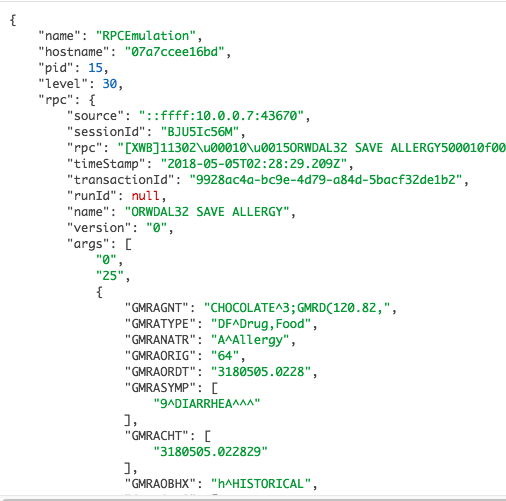 {
"name": "RPCEmulation",
"hostname": "07a7ccee16bd",
"pid": 15,
"level": 30,
"rpc": {
"source": "::ffff:10.0.0.7:43670",
"sessionId": "BJU5Ic56M",
"rpc": "[XWB]11302\u00010\u0015ORWDAL32 SAVE ALLERGY500010f00
"timeStamp": "2018-05-05T02:28:29.209Z",
"transactionId": "9928ac4a-bc9e-4d79-a84d-5bacf32de1b2",
"runId": null,
"name": "ORWDAL32 SAVE ALLERGY",
"version": "0",
"args": [
"0",
"25",
{
"GMRAGNT": "CHOCOLATE^3;GMRD(120.82,",
"GMRATYPE": "DF^Drug,Food",
"GMRANATR": "A^Allergy",
"GMRAORIG": "64",
"GMRAORDT": "3180505.0228",
"GMRASYMP": [
"9^DIARRHEA^^^"
],
"GMRACHT": [
"3180505.022829"
],
"GMRAOBHX": "h^HISTORICAL",